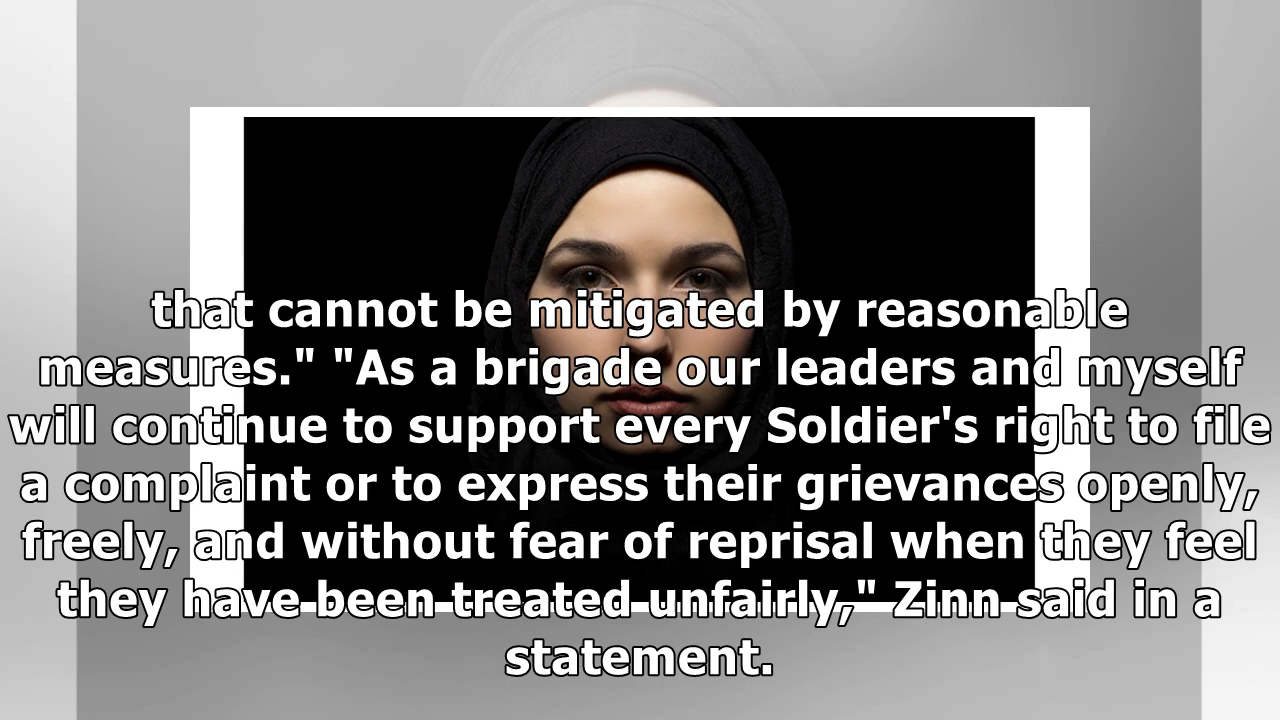 that cannot be mitigated by reasonable
measures." "As a brigade our leaders and myself
will continue to support every Soldier's right to file
a complaint or to express their grievances openly,
freely, and without fear of reprisal when they feel
they have been treated unfairly," Zinn said in a
statement.